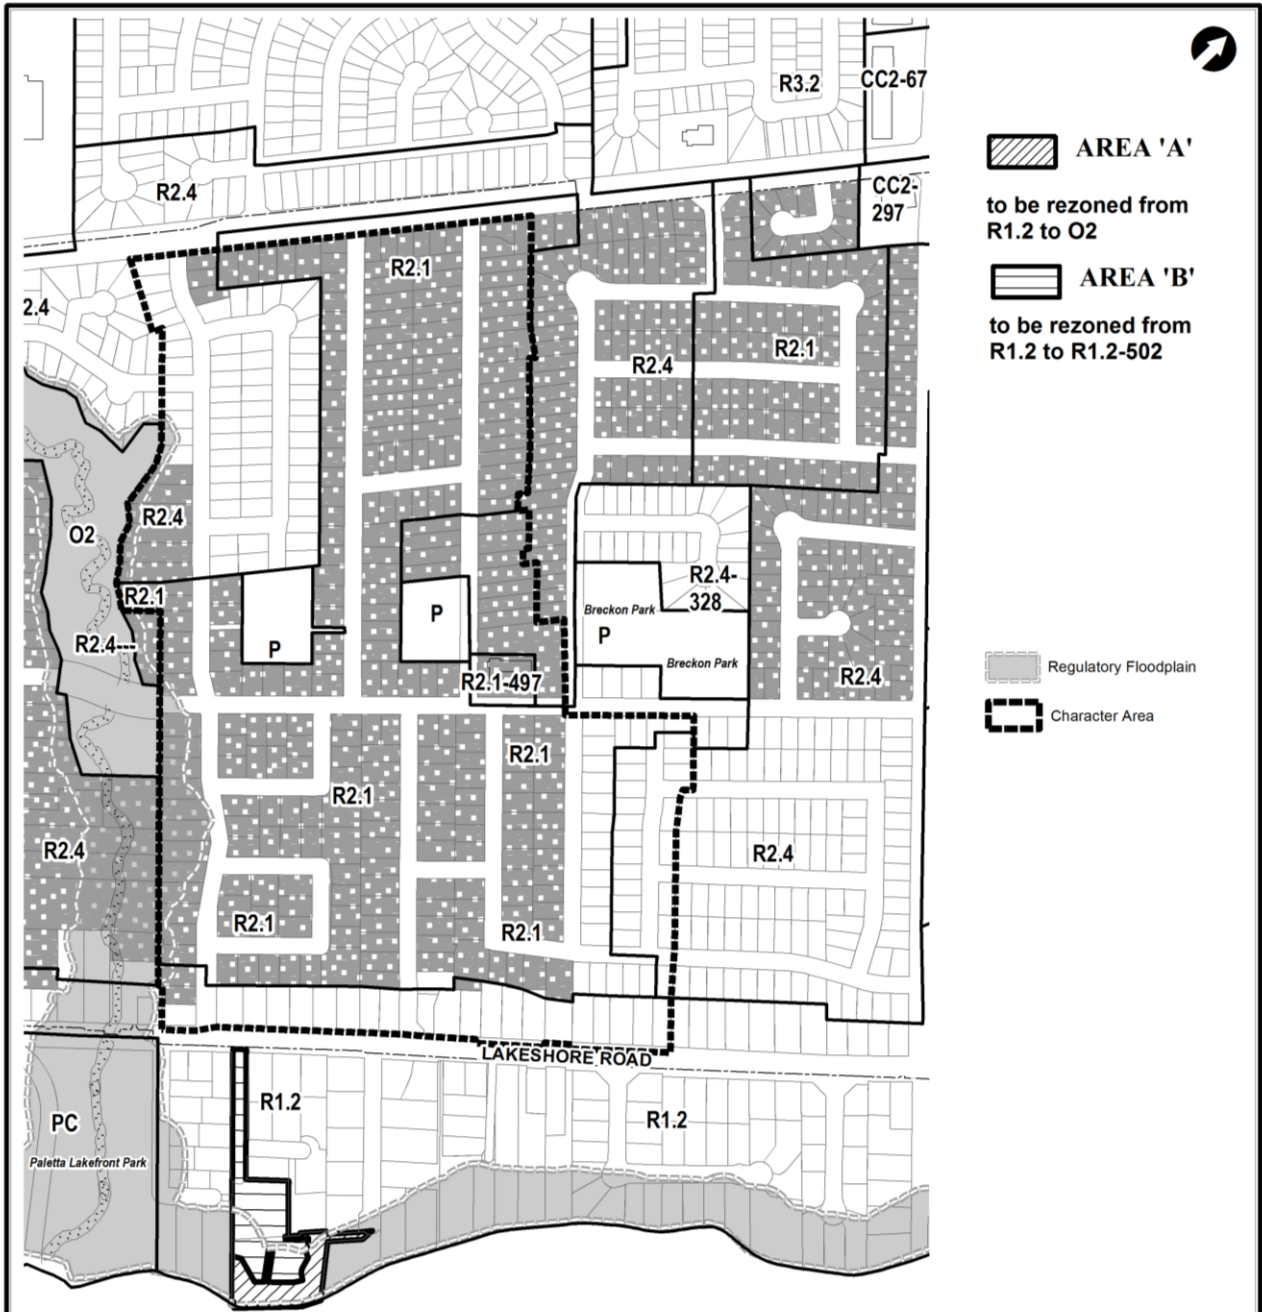 R3.2
CC2-67
R2.4
CC2-
297
R2.1
2.4
R2.4
R2.1
R2.4
O2
R2.1
R2.4-
328
Breckon Park
P
P
P
R2.4---
Breckon Park
R2.1-497
R2.4
R2.1
R2.1
R2.4
R2.4
R2.1
R2.1
LAKESHORE ROAD
R1.2
R1.2
PC
Paletta Lakefront Park
AREA 'A'
to be rezoned from
R1.2 to O2
AREA 'B'
to be rezoned from
R1.2 to R1.2-502
Regulatory Floodplain
Character Area